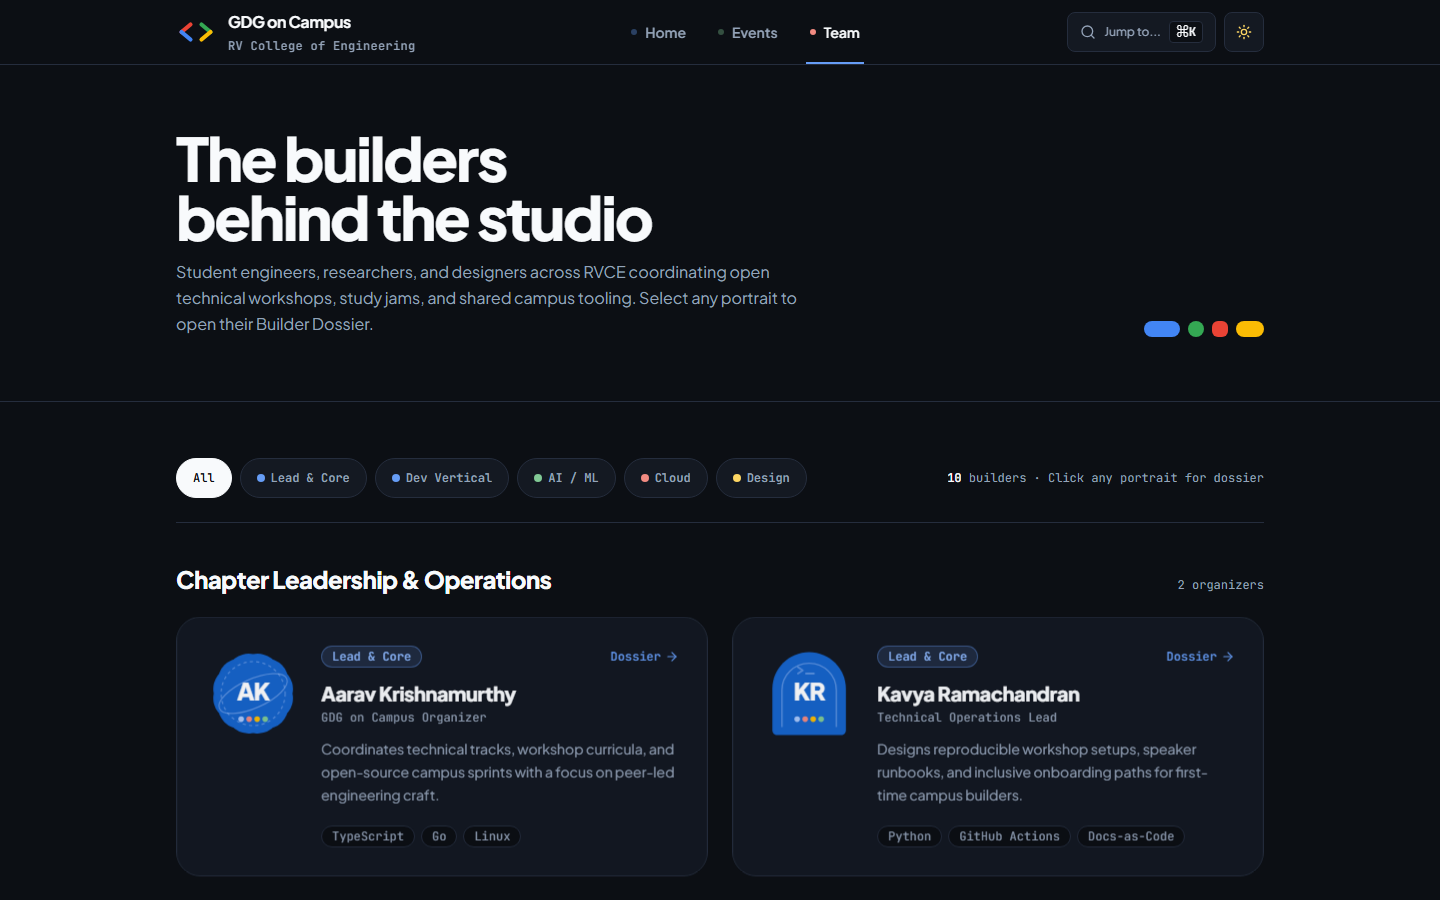 GDG on Campus
RV College of Engineering
Home
Events
Team
Jump to...
⌘K
The builders
behind the studio
Student engineers, researchers, and designers across RVCE coordinating open
technical workshops, study jams, and shared campus tooling. Select any portrait to
open their Builder Dossier.
All
Lead & Core
Dev Vertical
AI / ML
Cloud
Design
10 builders · Click any portrait for dossier
Chapter Leadership & Operations
2 organizers
AK
Lead & Core
Dossier →
Aarav Krishnamurthy
GDG on Campus Organizer
Coordinates technical tracks, workshop curricula, and
open-source campus sprints with a focus on peer-led
engineering craft.
TypeScript
Go
Linux
>_
KR
Lead & Core
Dossier →
Kavya Ramachandran
Technical Operations Lead
Designs reproducible workshop setups, speaker
runbooks, and inclusive onboarding paths for first-
time campus builders.
Python
GitHub Actions
Docs-as-Code